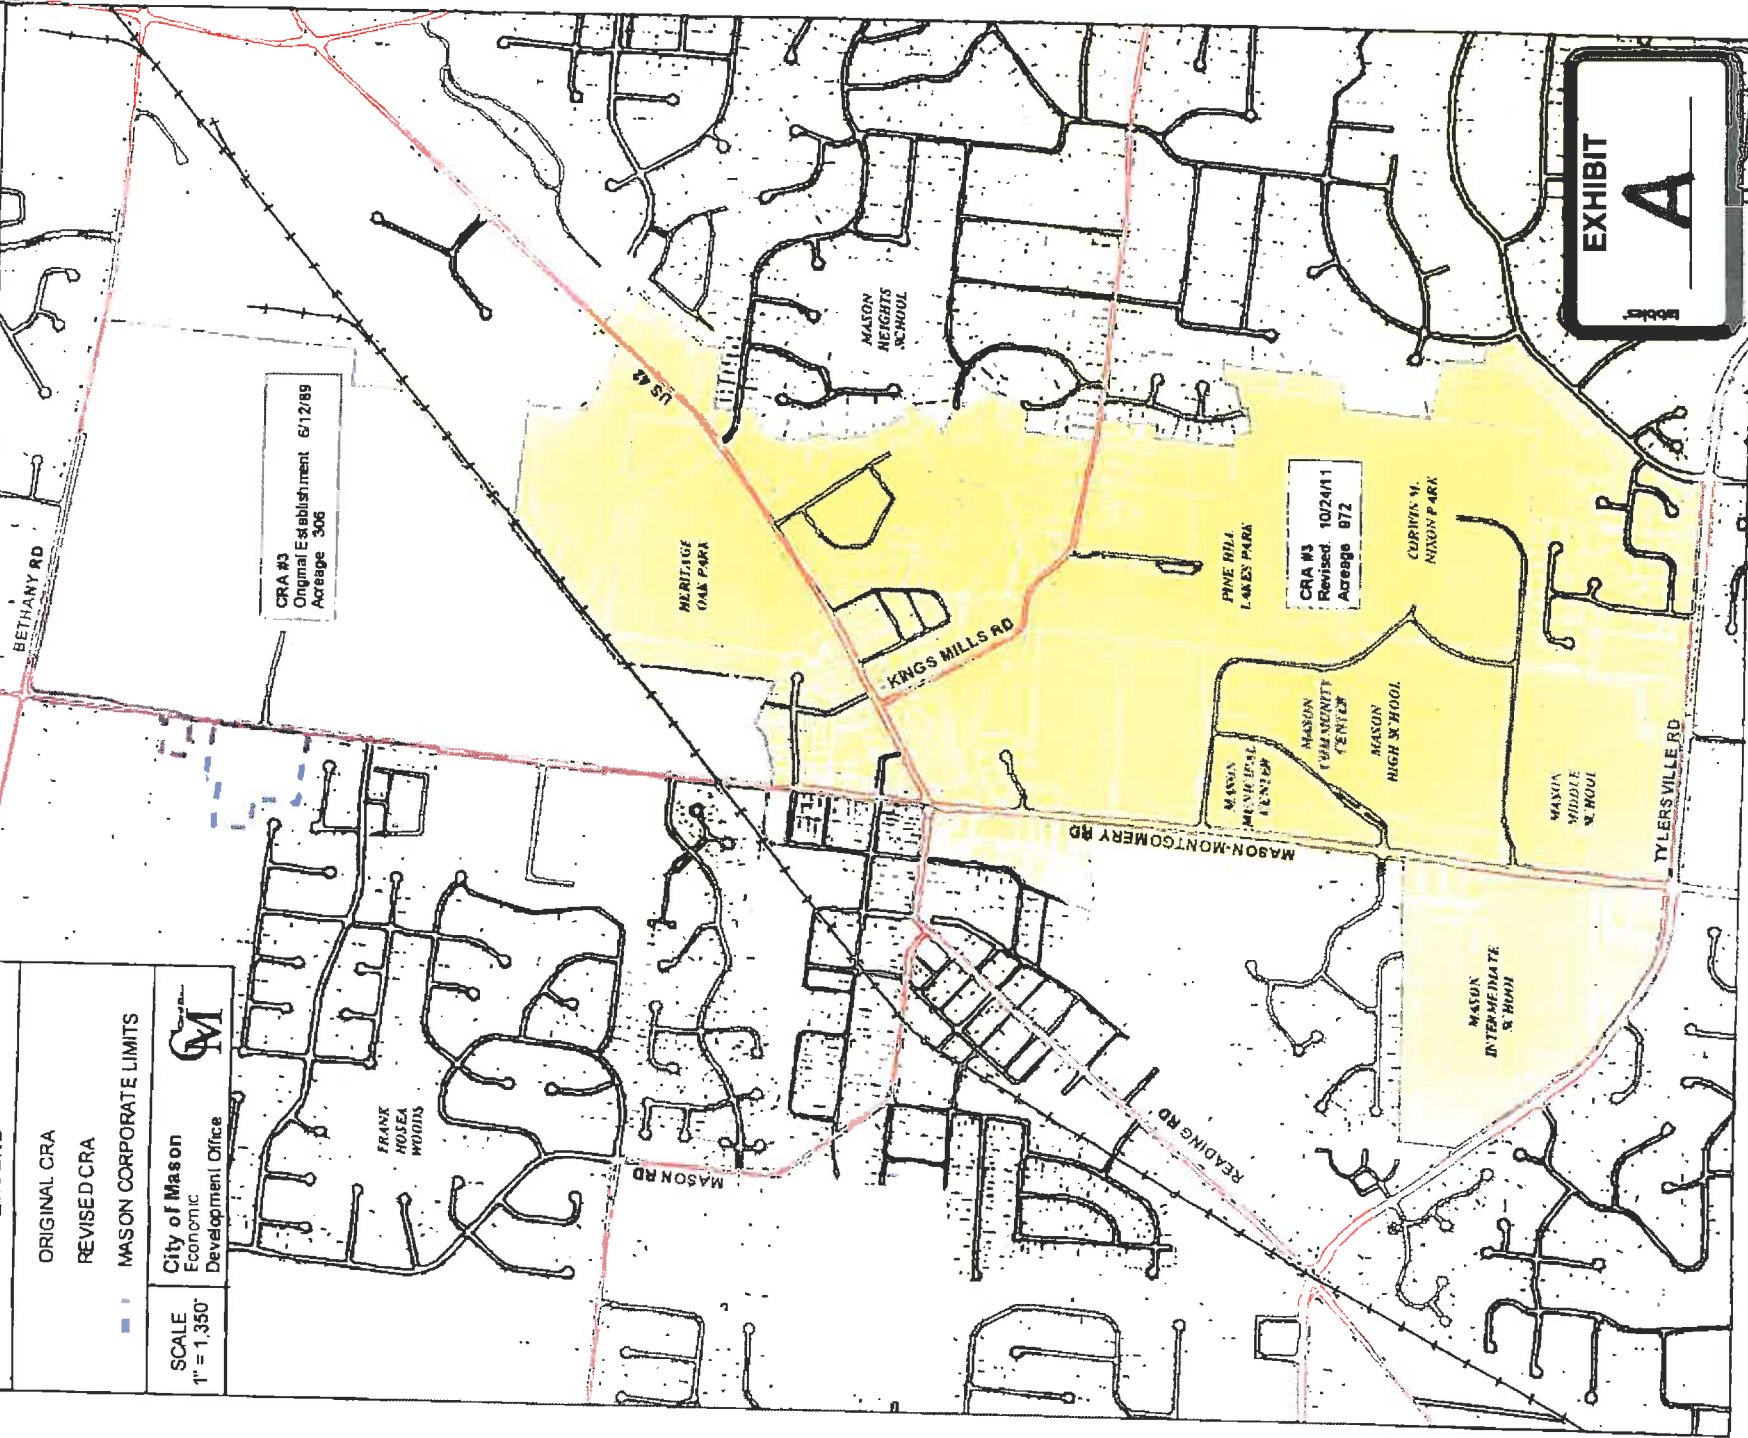 BETHANY RD
CRA #3
Original Establishment 6/12/89
Acreage 306
US 42
HERITAGE
OAK PARK
MASON
HEIGHTS
SCHOOL
KINGS MILLS RD
PINE HILL
LAKES PARK
CRA #3
Revised 10/24/11
Acreage 872
CORWIN M.
NIXON PARK
MASON
MUNICIPAL
CENTER
MASON
COMMUNITY
CENTER
MASON
HIGH SCHOOL
MASON
MIDDLE
SCHOOL
MASON-MONTGOMERY RD
TYLERSVILLE RD
MASON
INTERMEDIATE
SCHOOL
READING RD
MASON RD
FRANK
HOSEA
WOODS
ORIGINAL CRA
REVISED CRA
MASON CORPORATE LIMITS
SCALE
1" = 1,350'
City of Mason
Economic
Development Office
CM
EXHIBIT
A